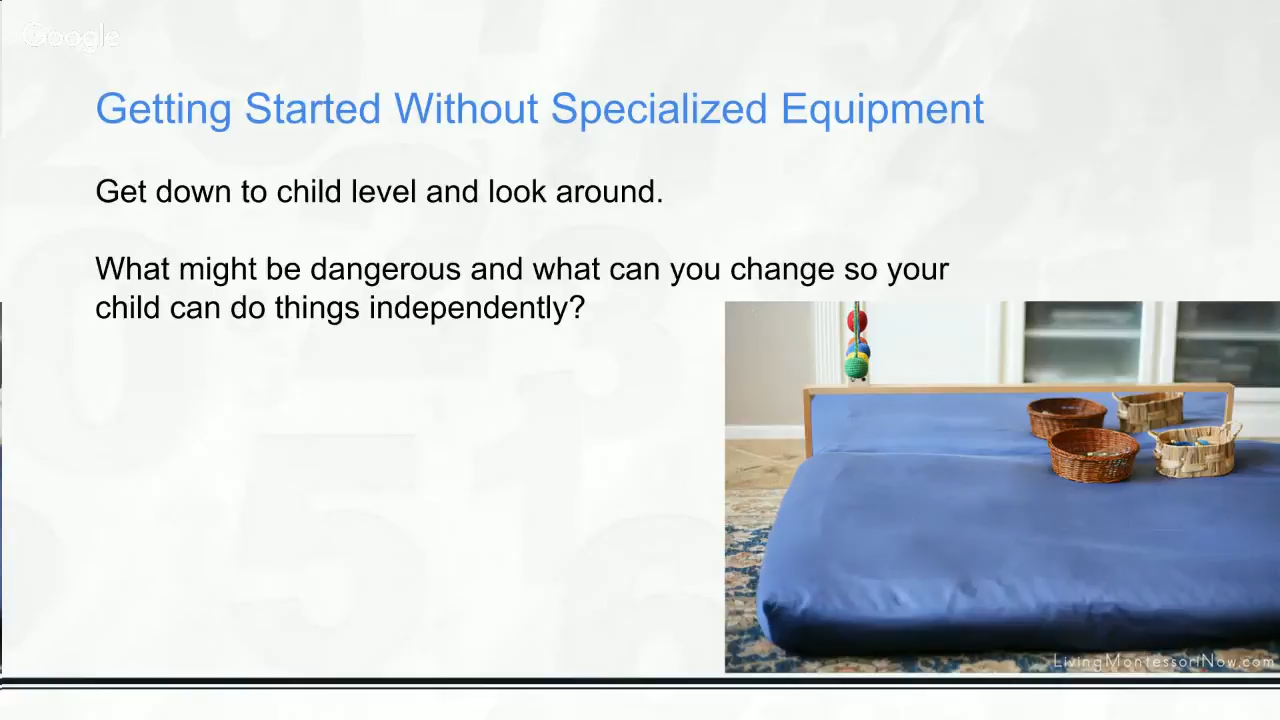 Google
Getting Started Without Specialized Equipment
Get down to child level and look around.
What might be dangerous and what can you change so your
child can do things independently?
LivingMontessoriNow.com